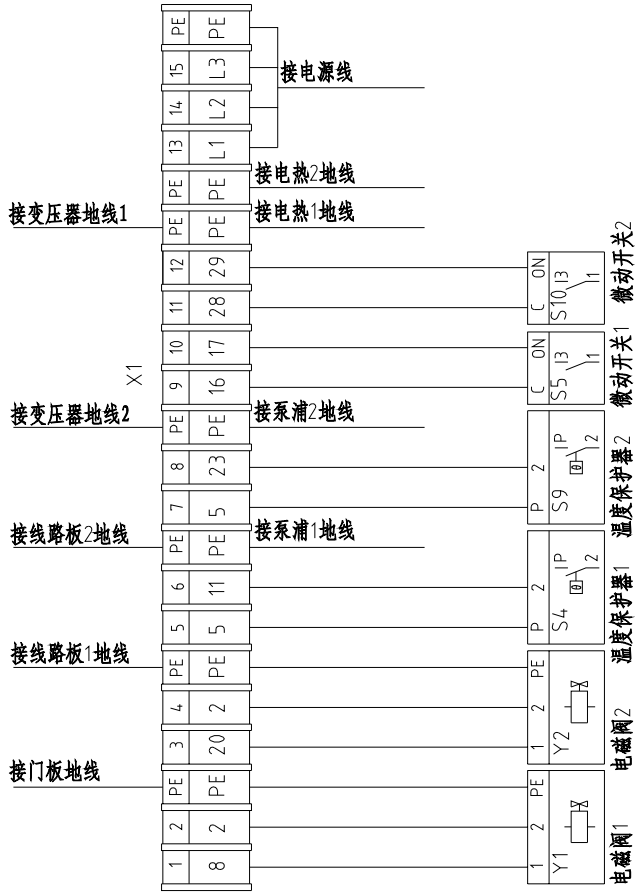 PE PE
15 L3
接电源线
14 L2
13 L1
PE PE
接电热2地线
接变压器地线1
PE PE
接电热1地线
12 29
11 28
C ON
S10
13
11
微动开关2
X1
10 17
9 16
C ON
S5
13
11
微动开关1
接变压器地线2
PE PE
接泵浦2地线
8 23
7 5
P 2
S9
θ
1P
2
温度保护器2
接线路板2地线
PE PE
接泵浦1地线
6 11
5 5
P 2
S4
θ
1P
2
温度保护器1
接线路板1地线
PE PE
4 2
3 20
1 2 PE
Y2
电磁阀2
接门板地线
PE PE
2 2
1 8
1 2 PE
Y1
电磁阀1